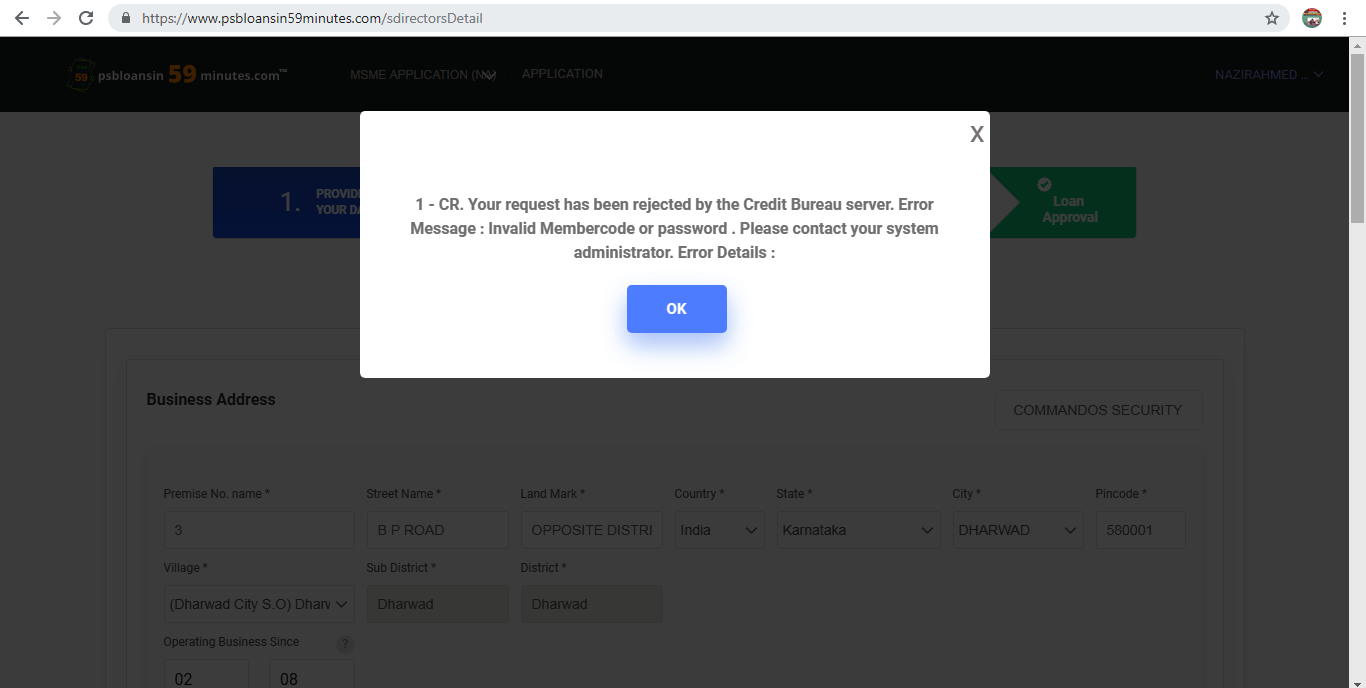 https://www.psbloansin59minutes.com/sdirectorsDetail
59 psbloansin 59 minutes.com™
MSME APPLICATION (NA)
APPLICATION
NAZIRAHMED ...
X
1 - CR. Your request has been rejected by the Credit Bureau server. Error
Message : Invalid Membercode or password . Please contact your system
administrator. Error Details :
OK
1.
PROVID
YOUR DA
Loan
Approval
Business Address
COMMANDOS SECURITY
Premise No. name * Street Name * Land Mark * Country * State * City * Pincode *
3 B P ROAD OPPOSITE DISTRI India Karnataka DHARWAD 580001
Village * Sub District * District *
(Dharwad City S.O) Dharw Dharwad Dharwad
Operating Business Since ?
02 08